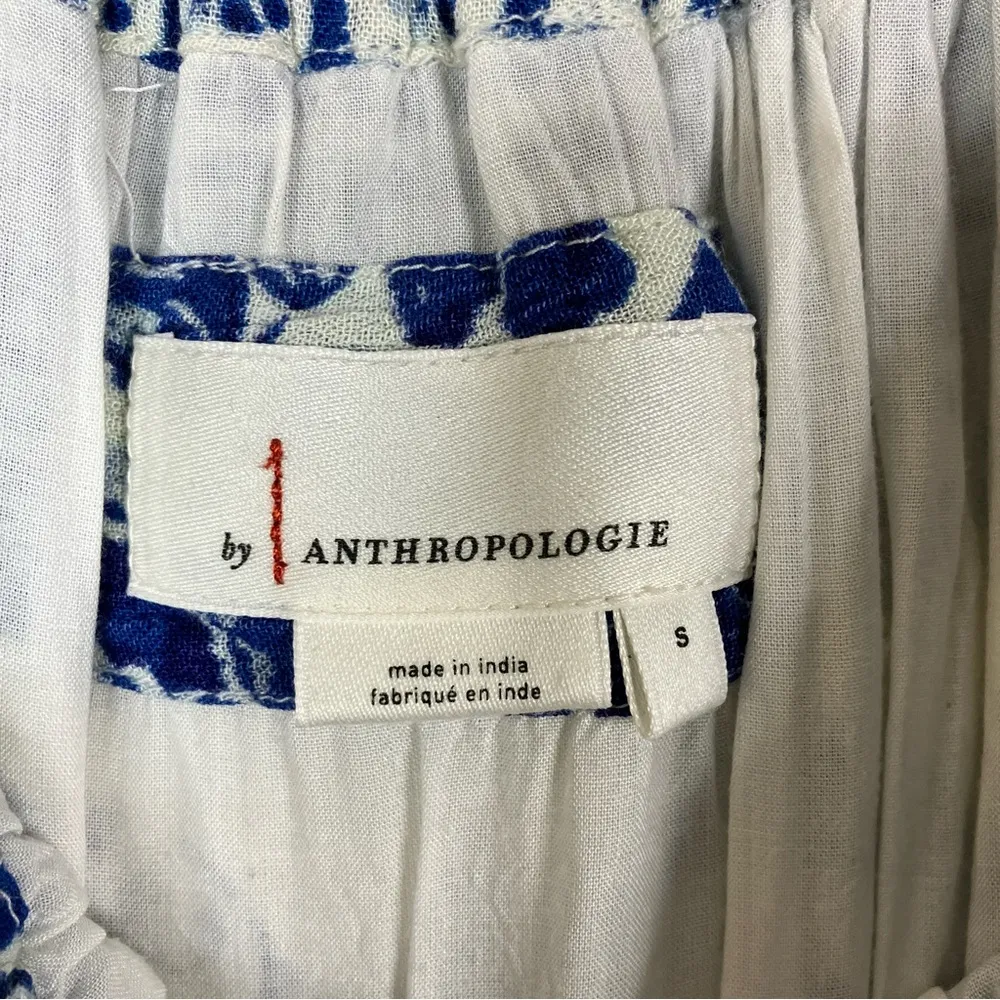 by ANTHROPOLOGIE
made in india
fabriqué en inde
S